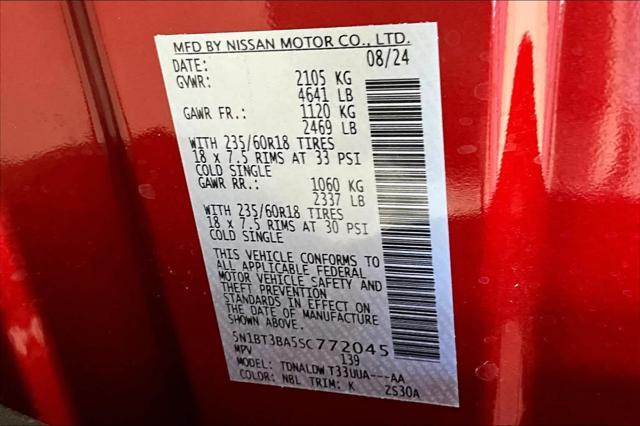 MFD BY NISSAN MOTOR CO., LTD.
DATE: 08/24
GVWR: 2105 KG
4641 LB
GAWR FR.: 1120 KG
2469 LB
WITH 235/60R18 TIRES
18 x 7.5 RIMS AT 33 PSI
COLD SINGLE
GAWR RR.: 1060 KG
2337 LB
WITH 235/60R18 TIRES
18 x 7.5 RIMS AT 30 PSI
COLD SINGLE
THIS VEHICLE CONFORMS TO
ALL APPLICABLE FEDERAL
MOTOR VEHICLE SAFETY AND
THEFT PREVENTION
STANDARDS IN EFFECT ON
THE DATE OF MANUFACTURE
SHOWN ABOVE.
5N1BT3BA5SC772045
MPV 139
MODEL: TDNALDW T33UUA---AA
COLOR: NBL TRIM: K 2S30A